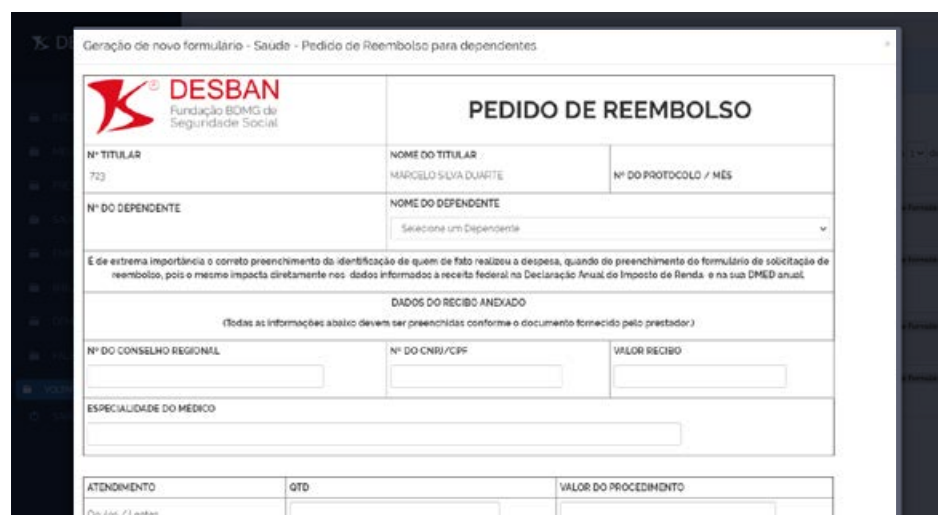 Geração de novo formulário - Saúde - Pedido de Reembolso para dependentes
×
DESBAN
Fundação BDMG de
Seguridade Social
PEDIDO DE REEMBOLSO
Nº TITULAR
723
NOME DO TITULAR
MARCELO SILVA DUARTE
Nº DO PROTOCOLO / MÊS
Nº DO DEPENDENTE
NOME DO DEPENDENTE
Selecione um Dependente
É de extrema importância o correto preenchimento da identificação de quem de fato realizou a despesa, quando do preenchimento do formulário de solicitação de
reembolso, pois o mesmo impacta diretamente nos dados informados à receita federal na Declaração Anual do Imposto de Renda e na sua DMED anual.
DADOS DO RECIBO ANEXADO
(Todas as informações abaixo devem ser preenchidas conforme o documento fornecido pelo prestador.)
Nº DO CONSELHO REGIONAL
Nº DO CNPJ/CPF
VALOR RECIBO
ESPECIALIDADE DO MÉDICO
ATENDIMENTO
QTD
VALOR DO PROCEDIMENTO